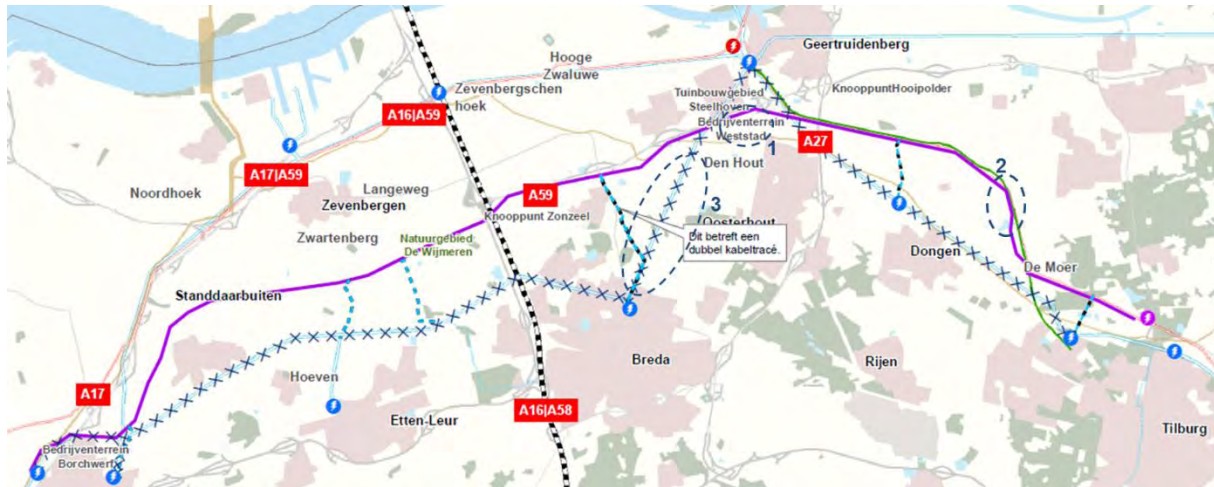 Geertruidenberg
Hooge
Zwaluwe
Zevenbergschen
hoek
Tuinbouwgebied
Steelhoven
Bedrijventerrein
Weststad
KnooppuntHooipolder
A16|A59
1
A27
A17|A59
Den Hout
2
Noordhoek
Langeweg
Zevenbergen
A59
3
Knooppunt Zonzeel
Oosterhout
Zwartenberg
Natuurgebied
De Wijmeren
Dit betreft een
dubbel kabeltracé.
Dongen
De Moer
Standdaarbuiten
Breda
Rijen
Hoeven
A17
Etten-Leur
A16|A58
Tilburg
Bedrijventerrein
Borchwerf